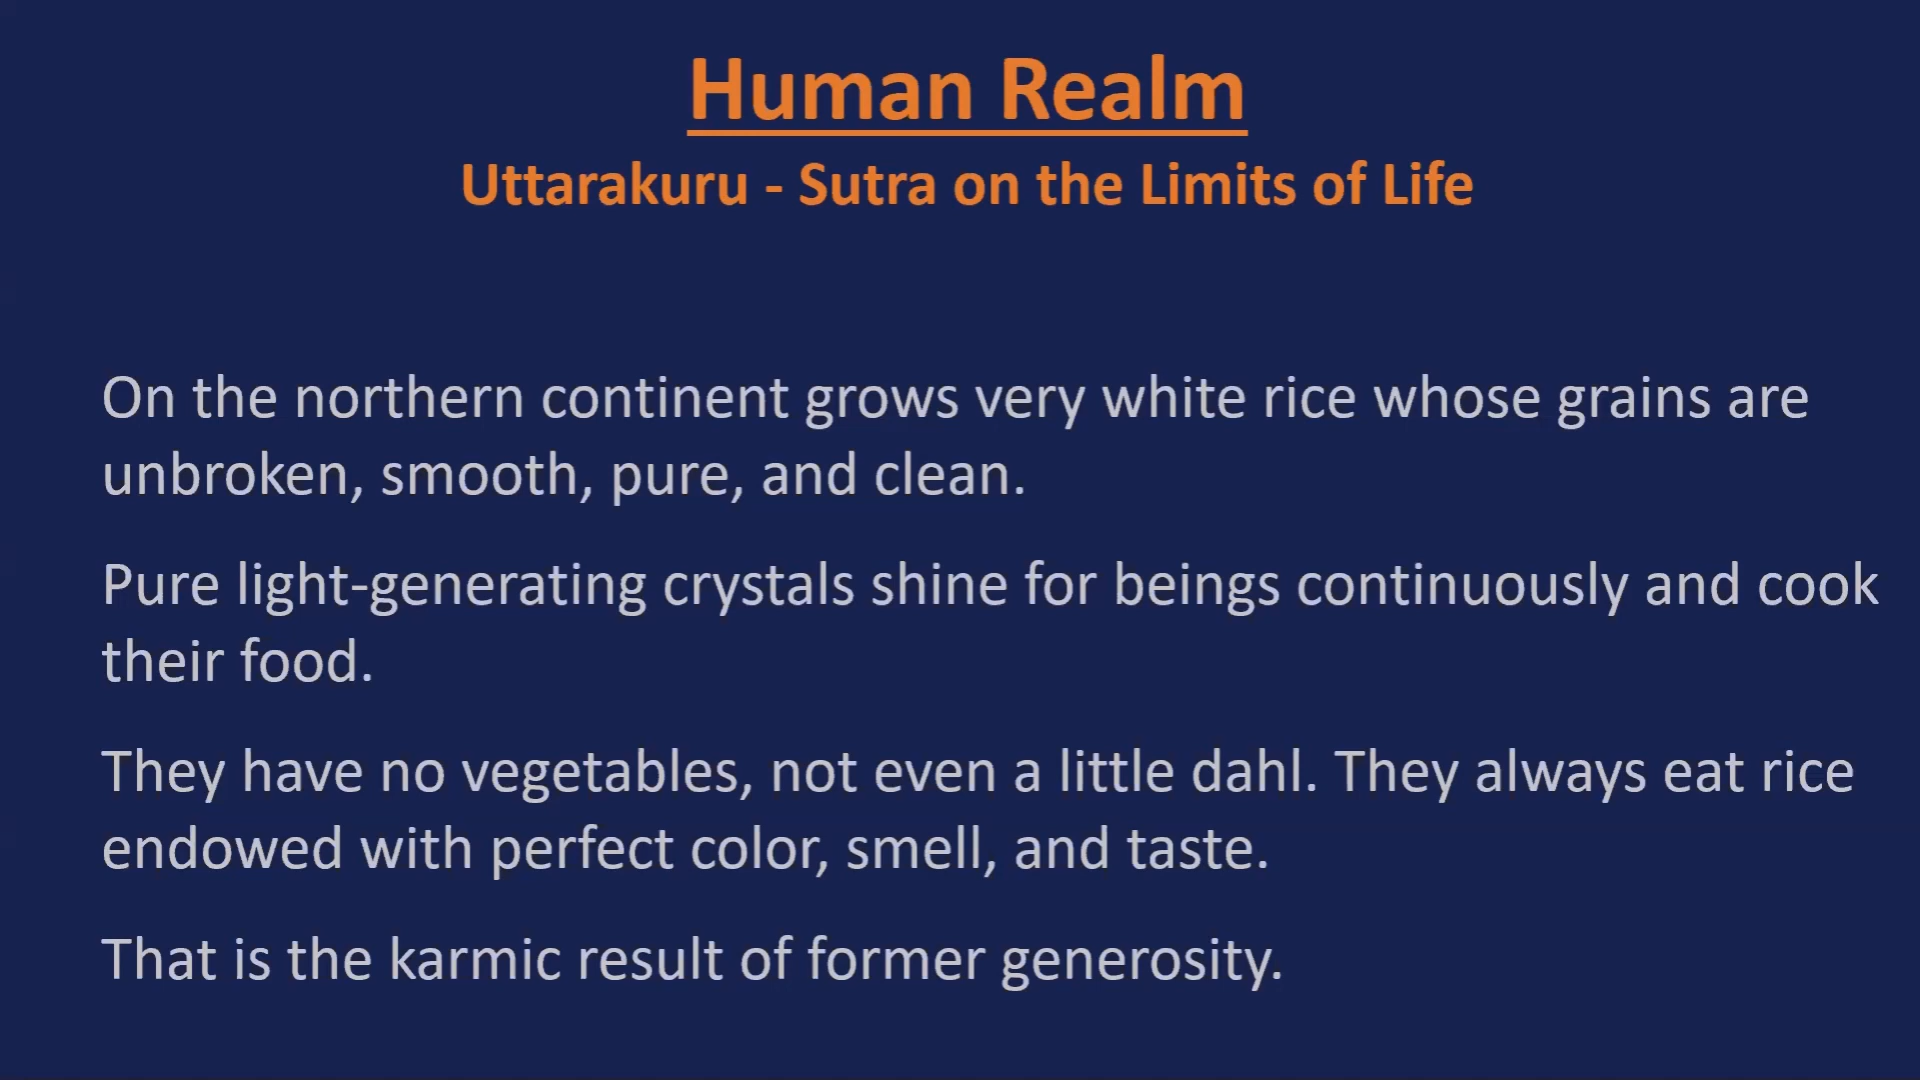 Human Realm
Uttarakuru - Sutra on the Limits of Life
On the northern continent grows very white rice whose grains are
unbroken, smooth, pure, and clean.
Pure light-generating crystals shine for beings continuously and cook
their food.
They have no vegetables, not even a little dahl. They always eat rice
endowed with perfect color, smell, and taste.
That is the karmic result of former generosity.